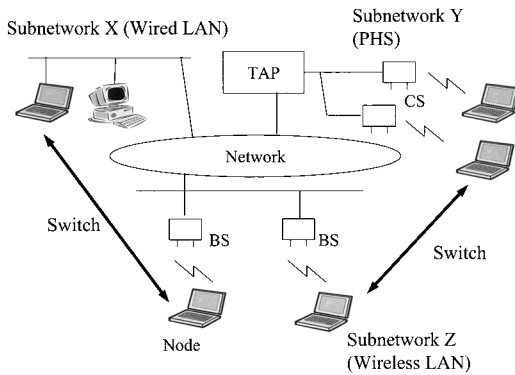 Subnetwork X (Wired LAN)
Subnetwork Y
(PHS)
TAP
CS
Network
Switch
BS
BS
Switch
Node
Subnetwork Z
(Wireless LAN)